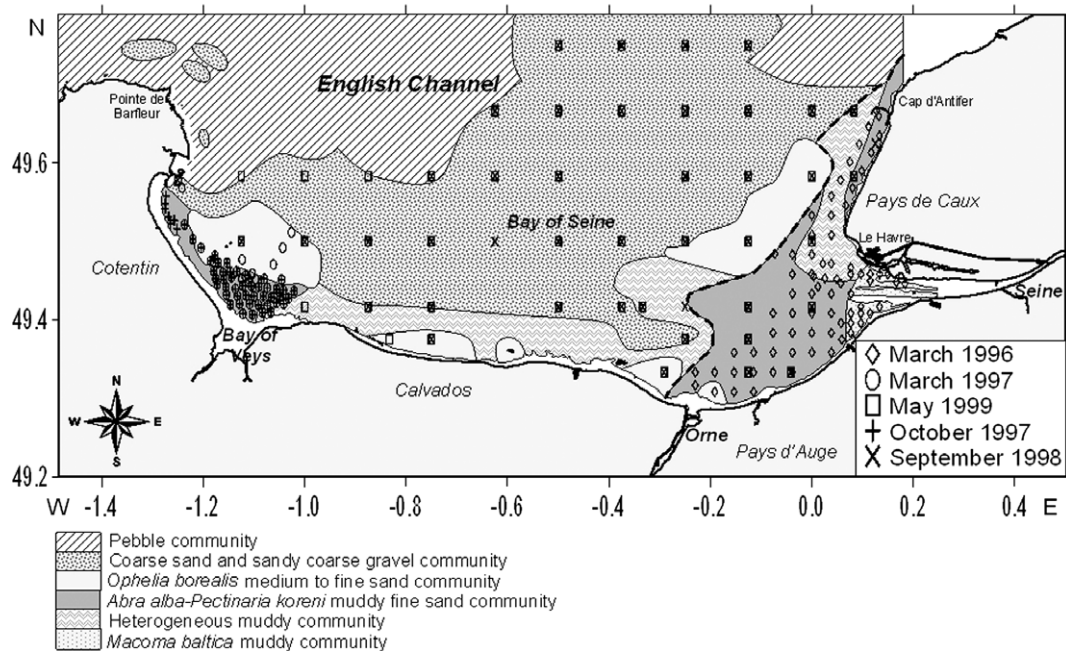 N
English Channel
Pointe de
Barfleur
Cap d'Antifer
49.6
Pays de Caux
Bay of Seine
Le Havre
Cotentin
Seine
49.4
Bay of
Veys
Calvados
Orne
Pays d'Auge
March 1996
March 1997
May 1999
October 1997
September 1998
N
W E
S
49.2
W -1.4 -1.2 -1.0 -0.8 -0.6 -0.4 -0.2 0.0 0.2 0.4 E
Pebble community
Coarse sand and sandy coarse gravel community
Ophelia borealis medium to fine sand community
Abra alba-Pectinaria koreni muddy fine sand community
Heterogeneous muddy community
Macoma baltica muddy community